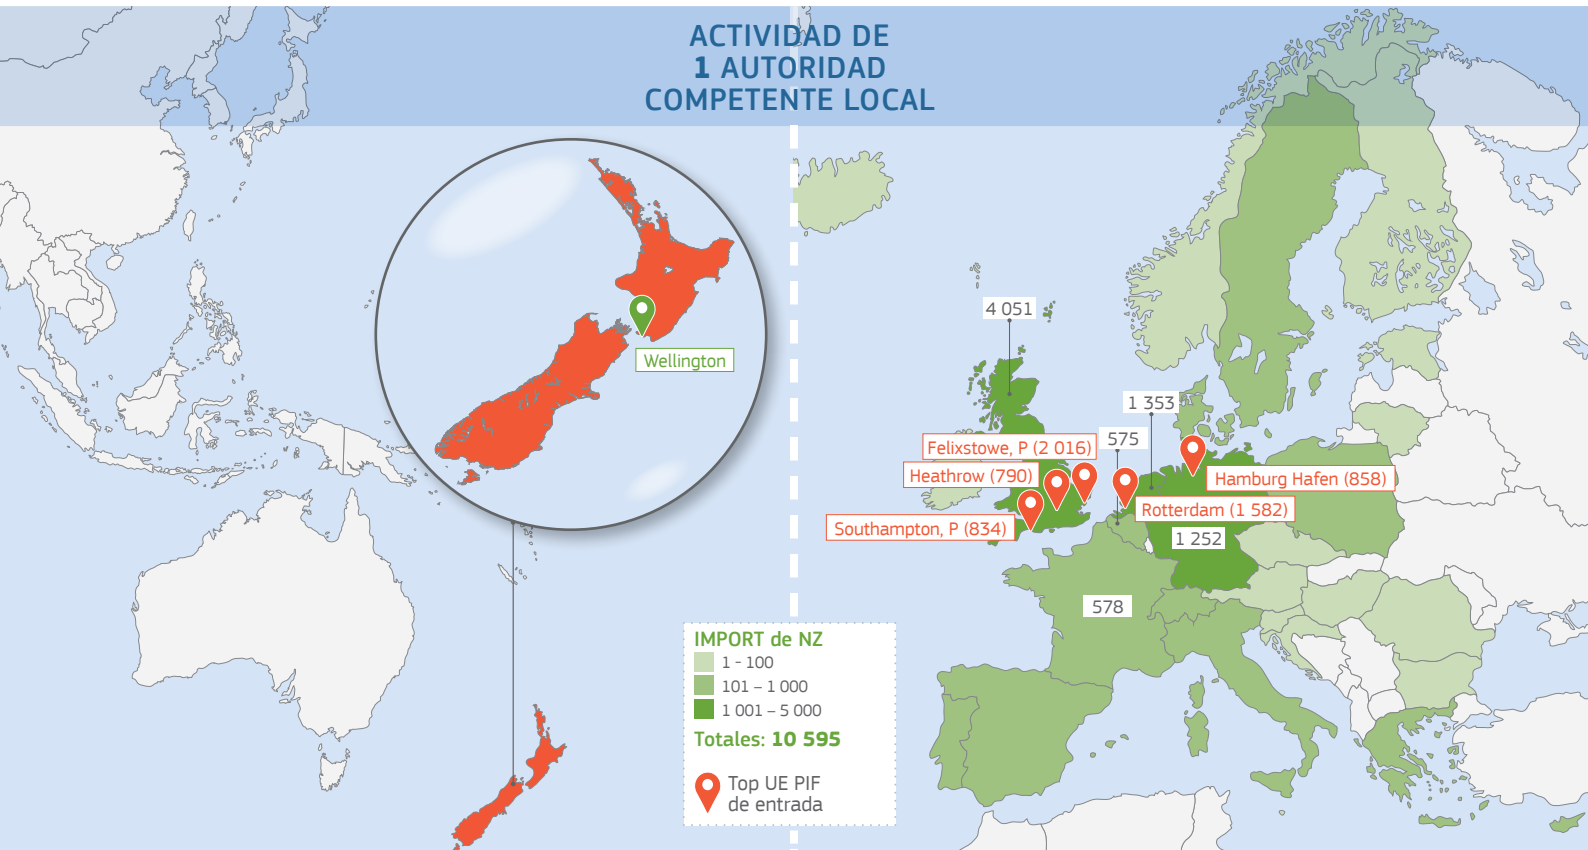 ACTIVIDAD DE
1 AUTORIDAD
COMPETENTE LOCAL
Wellington
4 051
1 353
575
Felixstowe, P (2 016)
Heathrow (790)
Southampton, P (834)
Hamburg Hafen (858)
Rotterdam (1 582)
1 252
578
IMPORT de NZ
1 - 100
101 – 1 000
1 001 – 5 000
Totales: 10 595
Top UE PIF
de entrada